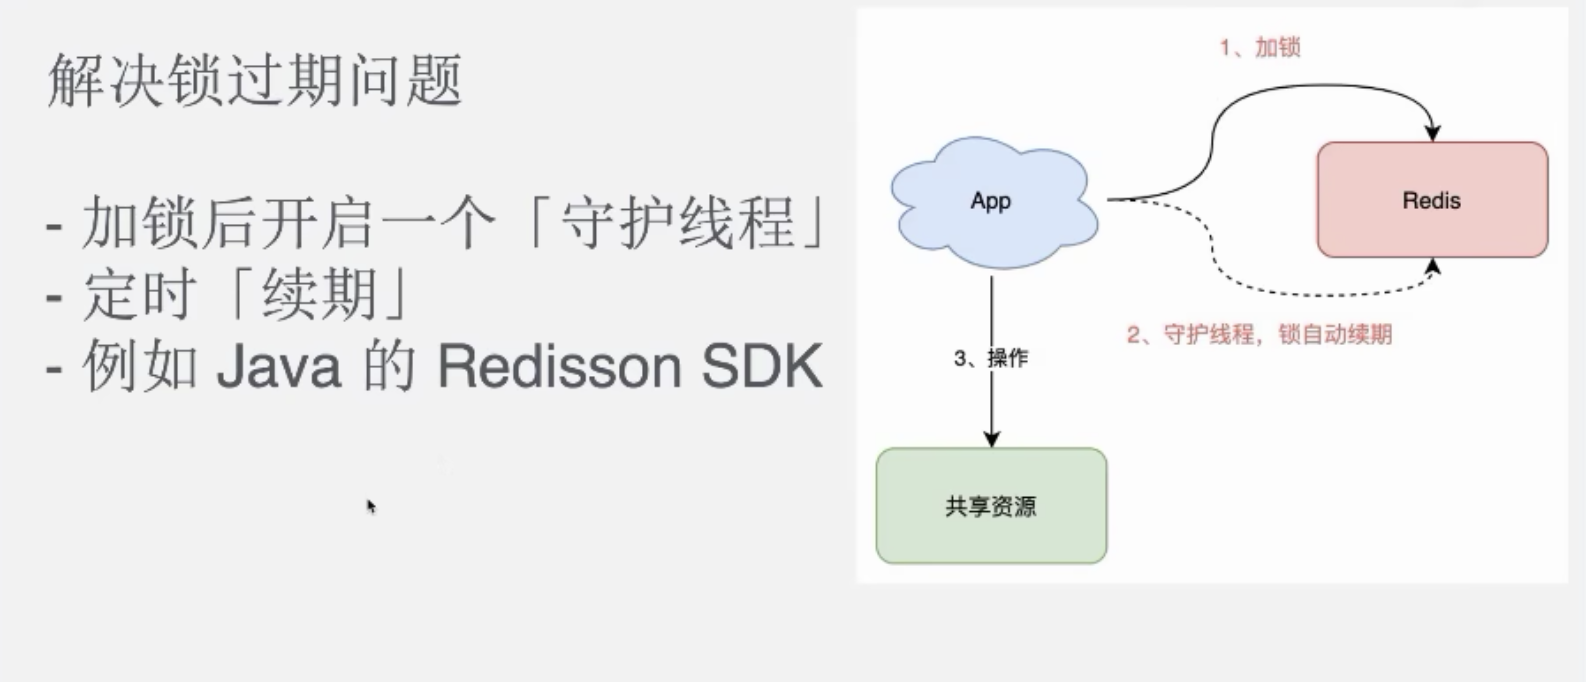 解决锁过期问题
- 加锁后开启一个「守护线程」
- 定时「续期」
- 例如 Java 的 Redisson SDK
1、加锁
App
Redis
2、守护线程，锁自动续期
3、操作
共享资源